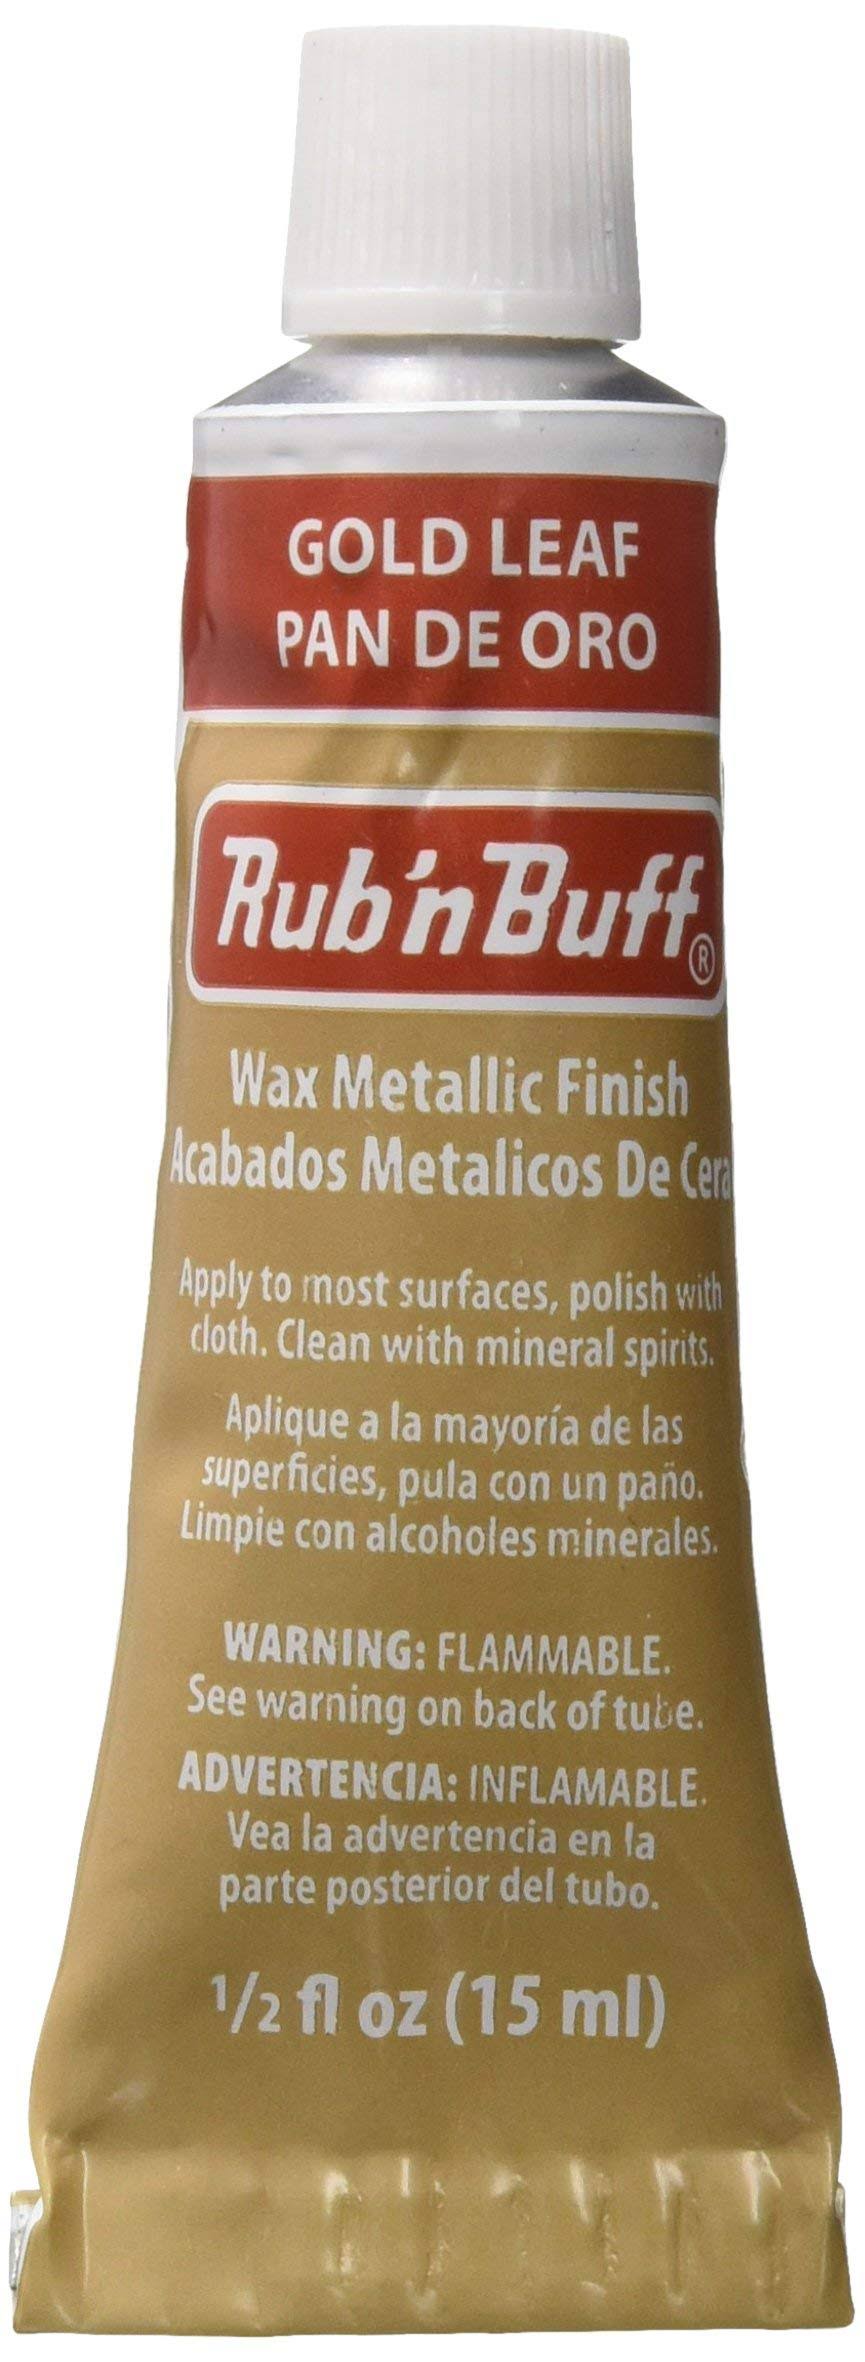 GOLD LEAF
PAN DE ORO
Rub 'n Buff®
Wax Metallic Finish
Acabados Metalicos De Cera
Apply to most surfaces, polish with
cloth. Clean with mineral spirits.
Aplique a la mayoría de las
superficies, pula con un paño.
Limpie con alcoholes minerales.
WARNING: FLAMMABLE.
See warning on back of tube.
ADVERTENCIA: INFLAMABLE.
Vea la advertencia en la
parte posterior del tubo.
1/2 fl oz (15 ml)